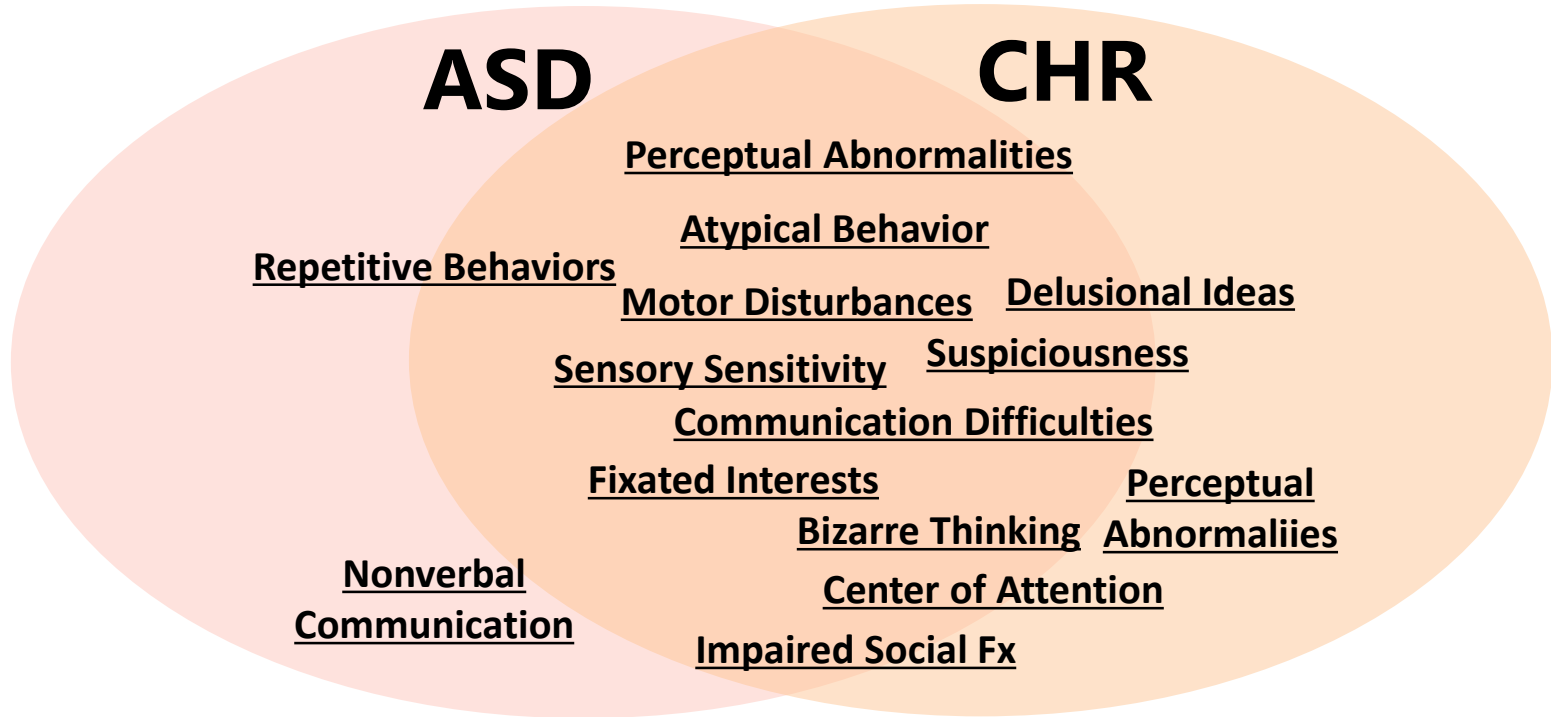 ASD
CHR
Perceptual Abnormalities
Atypical Behavior
Repetitive Behaviors
Motor Disturbances
Delusional Ideas
Sensory Sensitivity
Suspiciousness
Communication Difficulties
Fixated Interests
Perceptual
Abnormaliies
Bizarre Thinking
Nonverbal
Communication
Center of Attention
Impaired Social Fx